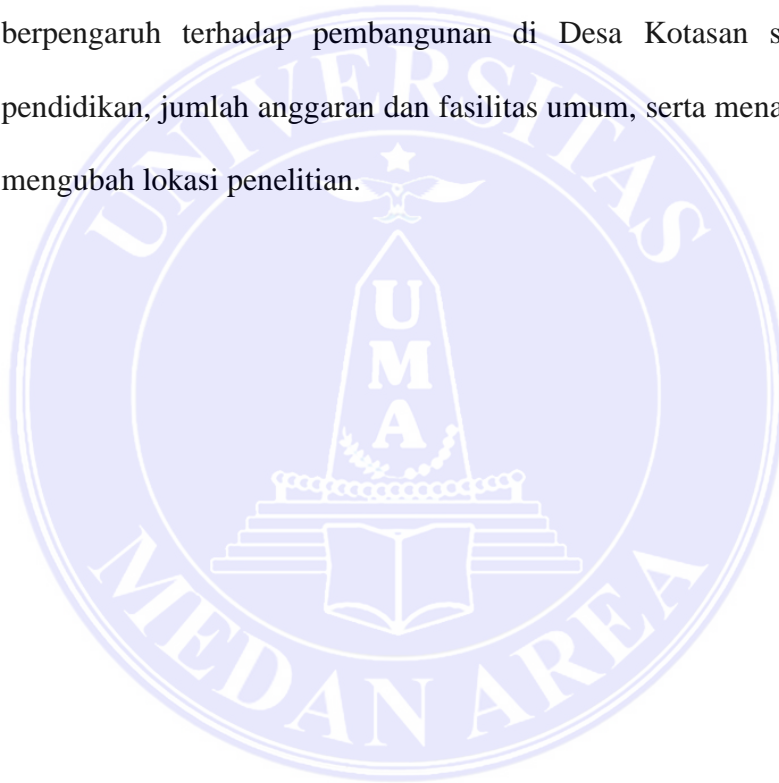 berpengaruh terhadap pembangunan di Desa Kotasan
pendidikan, jumlah anggaran dan fasilitas umum, serta
mengubah lokasi penelitian.
UNIVERSITAS
UMA
MEDAN AREA